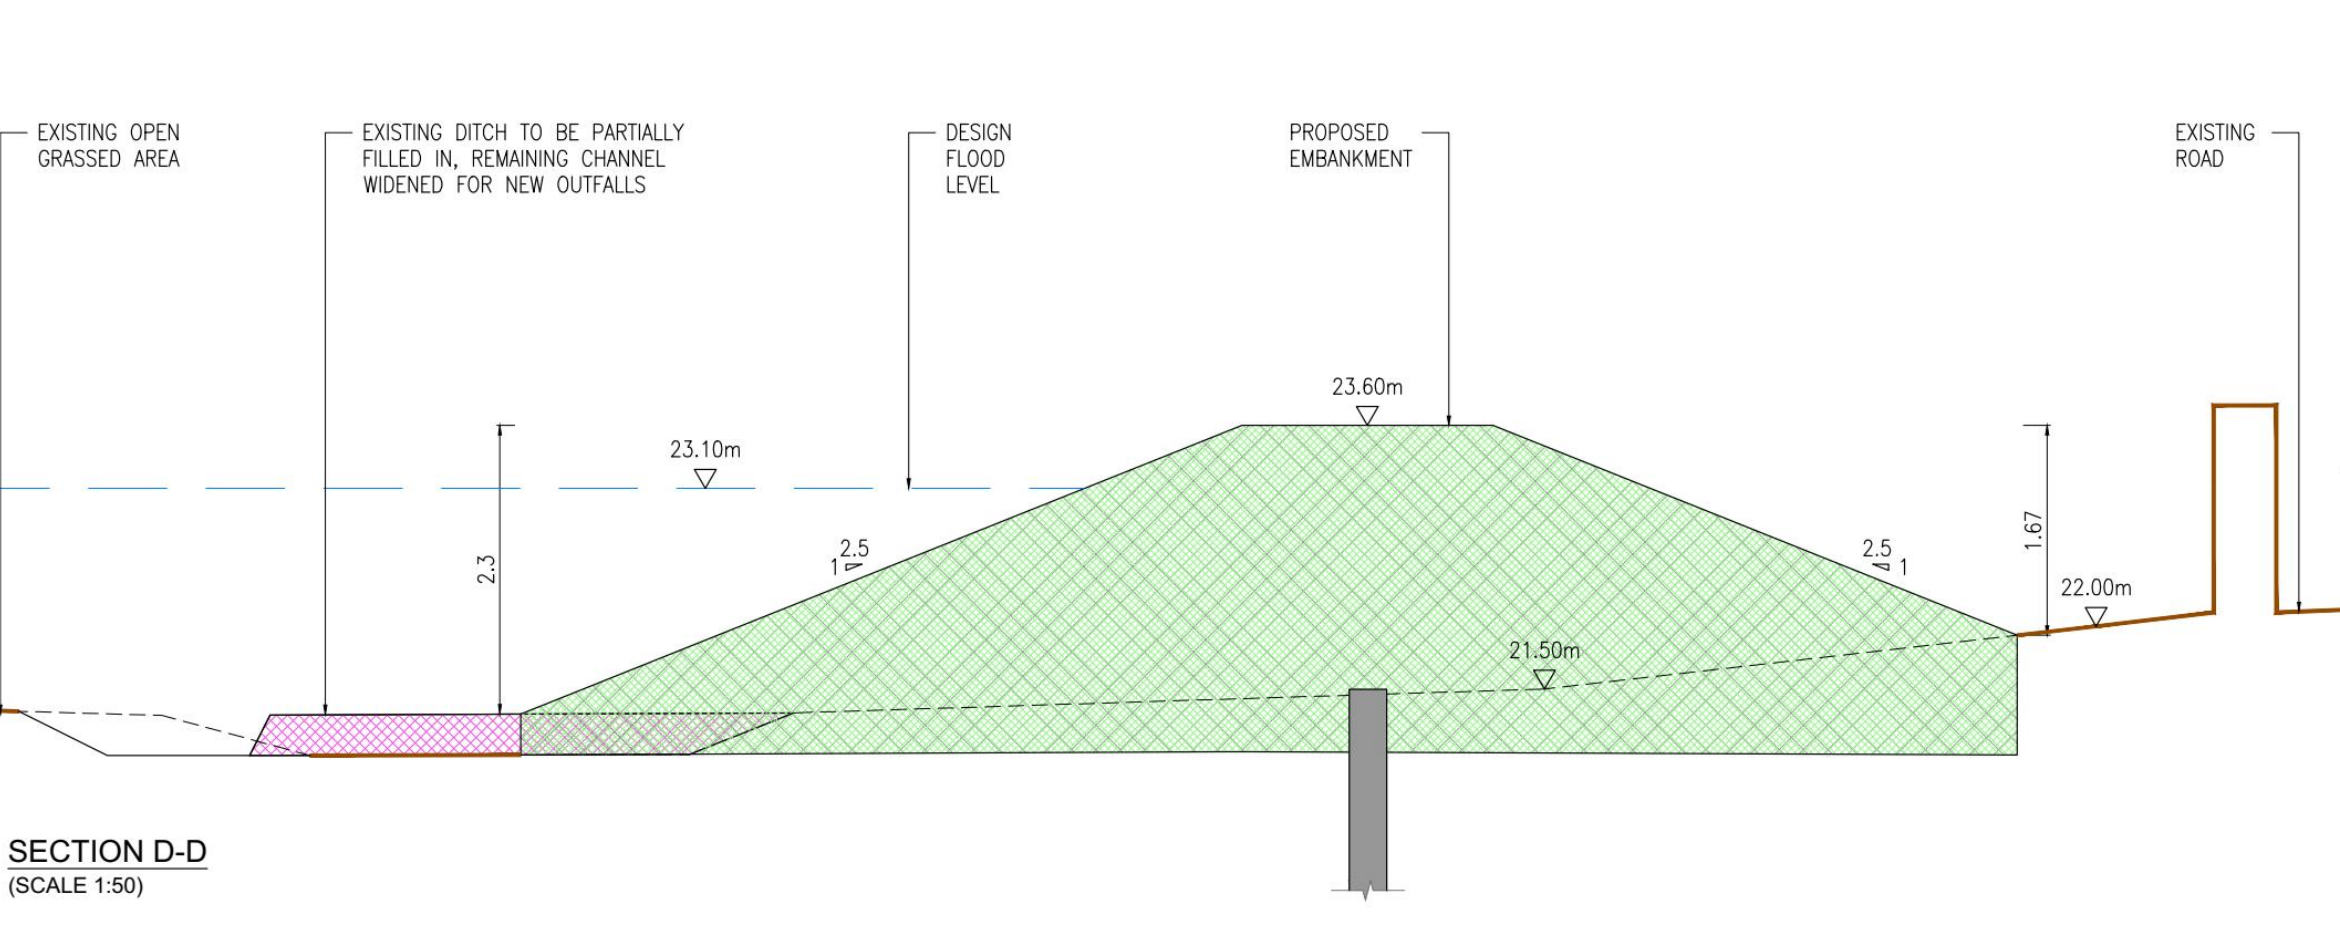 EXISTING OPEN
GRASSED AREA
EXISTING DITCH TO BE PARTIALLY
FILLED IN, REMAINING CHANNEL
WIDENED FOR NEW OUTFALLS
DESIGN
FLOOD
LEVEL
PROPOSED
EMBANKMENT
EXISTING
ROAD
23.60m
23.10m
2.3
2.5
1
2.5
1
1.67
22.00m
21.50m
SECTION D-D
(SCALE 1:50)